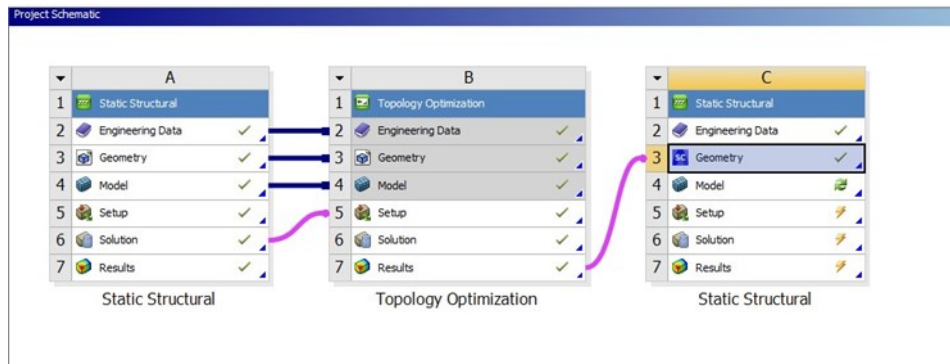 Project Schematic
A
1 Static Structural
2 Engineering Data
3 Geometry
4 Model
5 Setup
6 Solution
7 Results
Static Structural
B
1 Topology Optimization
2 Engineering Data
3 Geometry
4 Model
5 Setup
6 Solution
7 Results
Topology Optimization
C
1 Static Structural
2 Engineering Data
3 SC Geometry
4 Model
5 Setup
6 Solution
7 Results
Static Structural